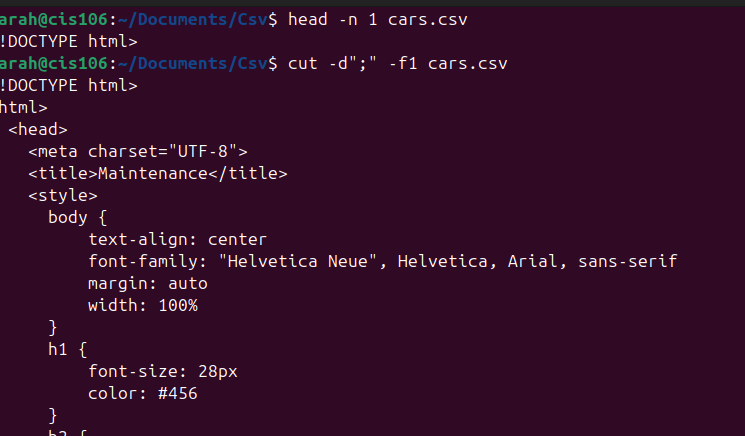 arah@cis106:~/Documents/Csv$ head -n 1 cars.csv
!DOCTYPE html>
arah@cis106:~/Documents/Csv$ cut -d";" -f1 cars.csv
!DOCTYPE html>
html>
 <head>
   <meta charset="UTF-8">
   <title>Maintenance</title>
   <style>
     body {
         text-align: center
         font-family: "Helvetica Neue", Helvetica, Arial, sans-serif
         margin: auto
         width: 100%
     }
     h1 {
         font-size: 28px
         color: #456
     }
     h2 {